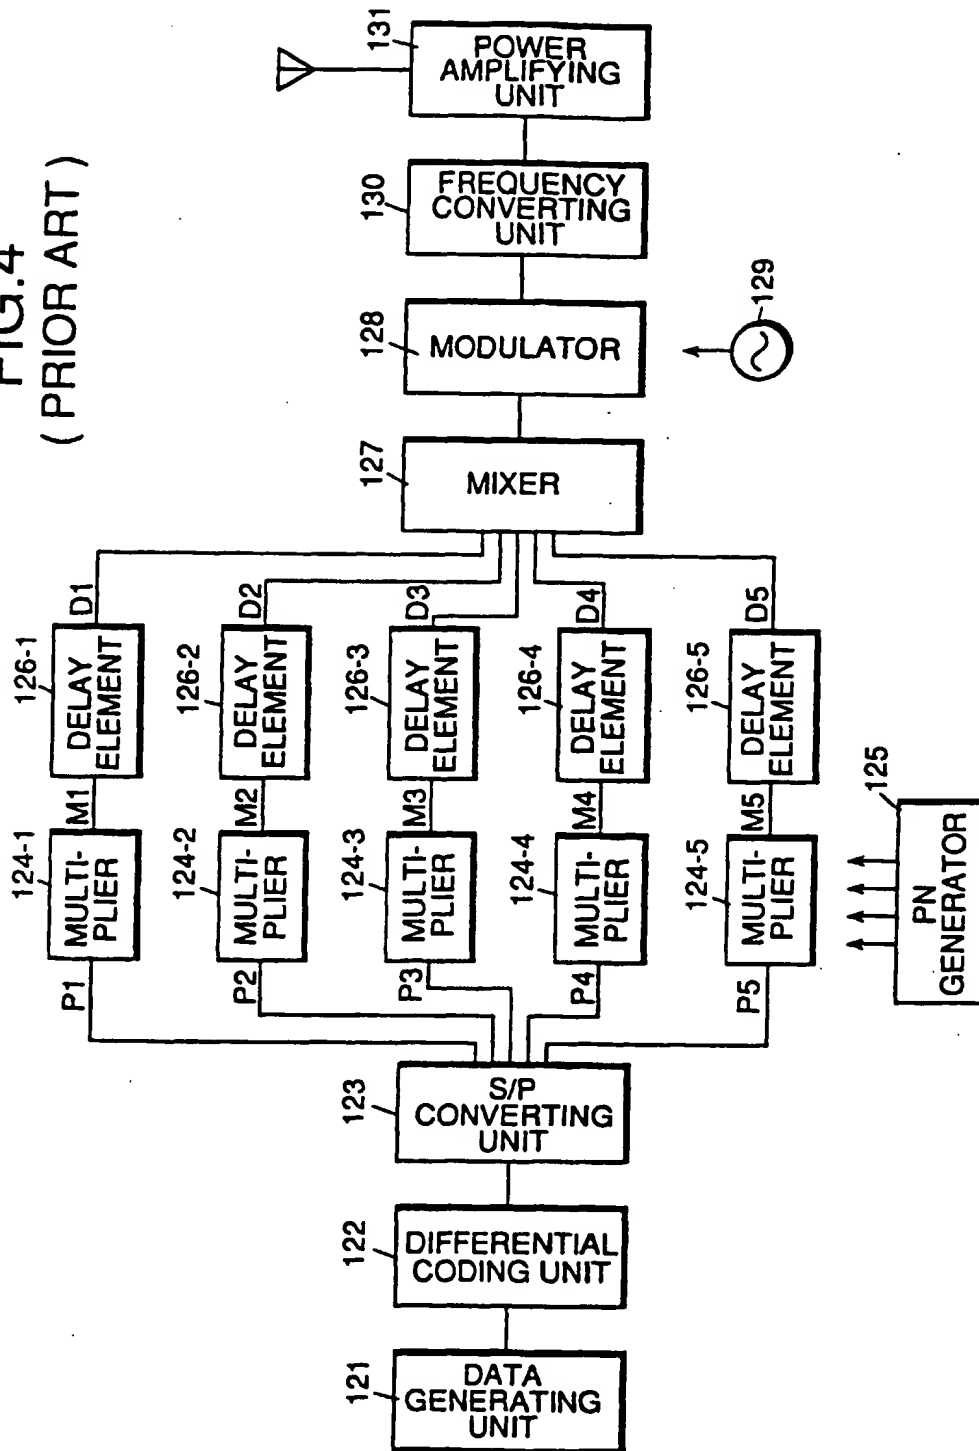 FIG.4
( PRIOR ART )
121
DATA
GENERATING
UNIT
122
DIFFERENTIAL
CODING UNIT
123
S/P
CONVERTING
UNIT
P1
124-1
MULTI-
PLIER
M1
126-1
DELAY
ELEMENT
D1
P2
124-2
MULTI-
PLIER
M2
126-2
DELAY
ELEMENT
D2
P3
124-3
MULTI-
PLIER
M3
126-3
DELAY
ELEMENT
D3
P4
124-4
MULTI-
PLIER
M4
126-4
DELAY
ELEMENT
D4
P5
124-5
MULTI-
PLIER
M5
126-5
DELAY
ELEMENT
D5
125
PN
GENERATOR
127
MIXER
128
MODULATOR
129
130
FREQUENCY
CONVERTING
UNIT
131
POWER
AMPLIFYING
UNIT